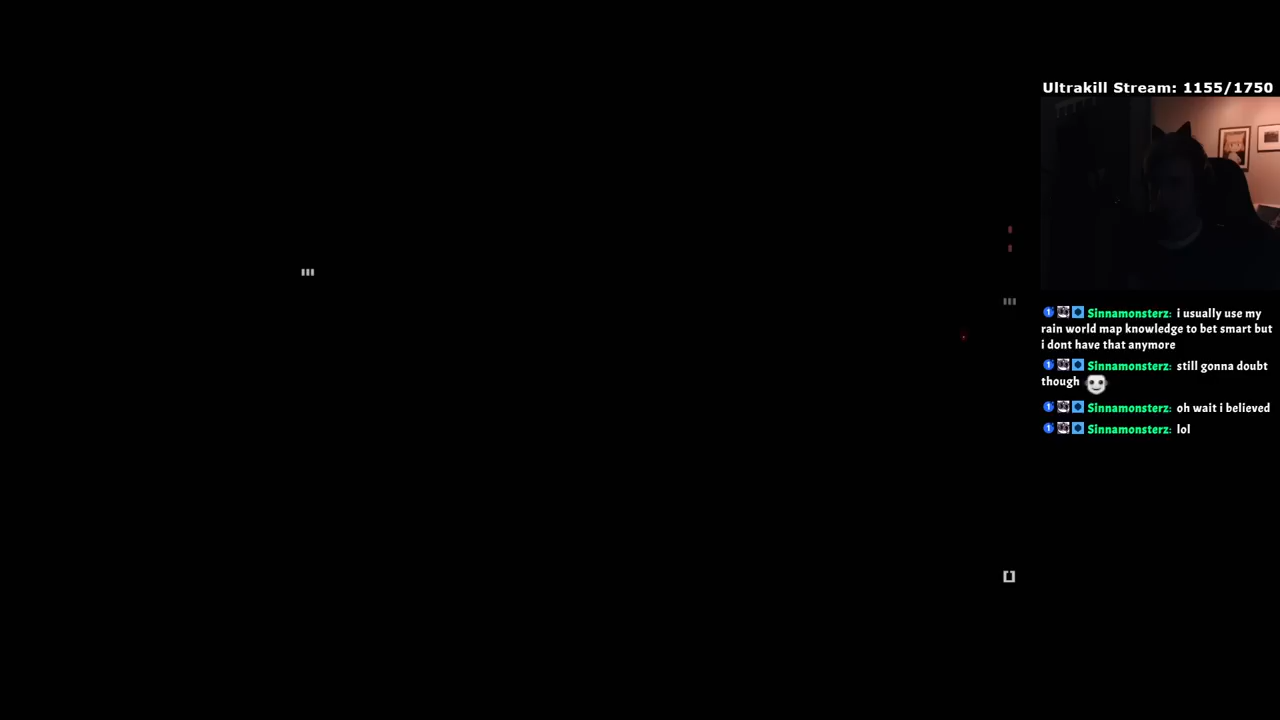 Ultrakill Stream: 1155/1750
Sinnamonsterz: i usually use my
rain world map knowledge to bet smart but
i dont have that anymore
Sinnamonsterz: still gonna doubt
though
Sinnamonsterz: oh wait i believed
Sinnamonsterz: lol